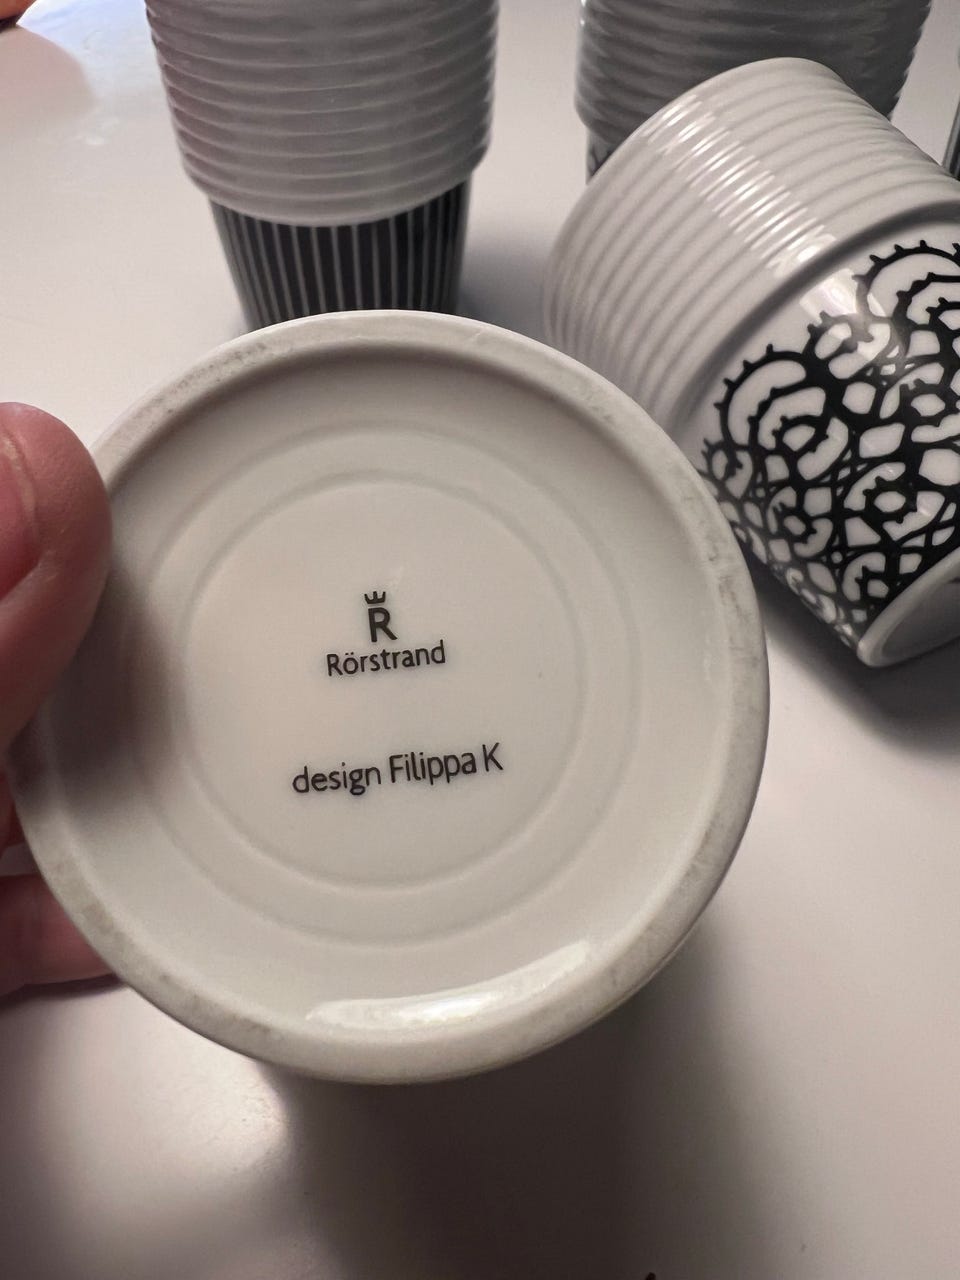 R
Rörstrand
design Filippa K